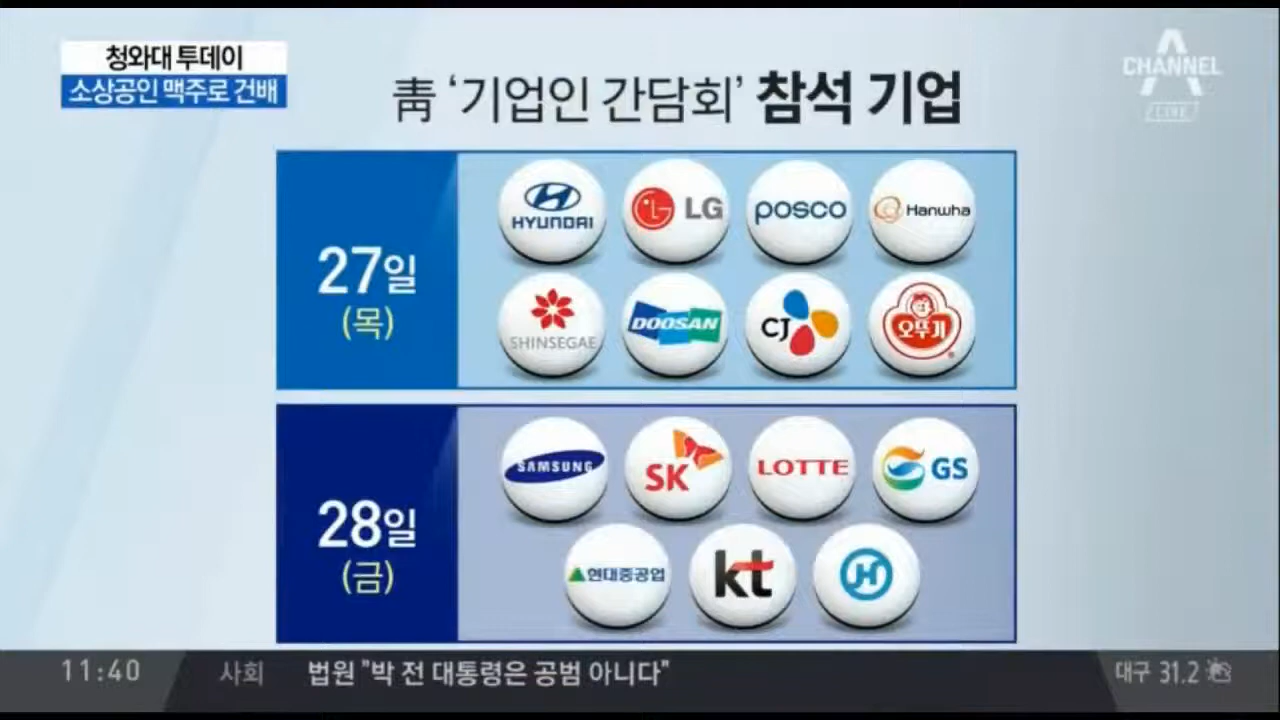 청와대 투데이
소상공인 맥주로 건배
靑 ‘기업인 간담회’ 참석 기업
CHANNEL A
LIVE
27일
(목)
HYUNDAI
LG
posco
Hanwha
SHINSEGAE
DOOSAN
CJ
오뚜기
28일
(금)
SAMSUNG
SK
LOTTE
GS
현대중공업
kt
H
11:40 사회 법원 "박 전 대통령은 공범 아니다" 대구 31.2